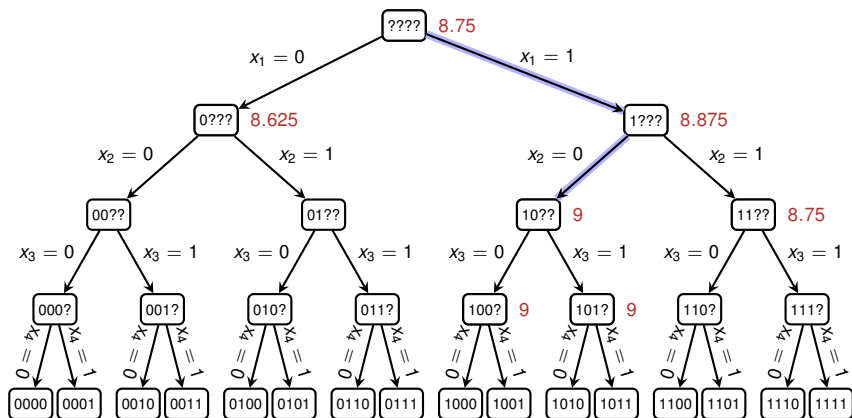 ???? 8.75
x₁ = 0 x₁ = 1
0??? 8.625 1??? 8.875
x₂ = 0 x₂ = 1 x₂ = 0 x₂ = 1
00?? 01?? 10?? 9 11?? 8.75
x₃ = 0 x₃ = 1 x₃ = 0 x₃ = 1 x₃ = 0 x₃ = 1 x₃ = 0 x₃ = 1
000? 001? 010? 011? 100? 9 101? 9 110? 111?
x₄ = 0 x₄ = 1 x₄ = 0 x₄ = 1 x₄ = 0 x₄ = 1 x₄ = 0 x₄ = 1 x₄ = 0 x₄ = 1 x₄ = 0 x₄ = 1 x₄ = 0 x₄ = 1 x₄ = 0 x₄ = 1
0000 0001 0010 0011 0100 0101 0110 0111 1000 1001 1010 1011 1100 1101 1110 1111